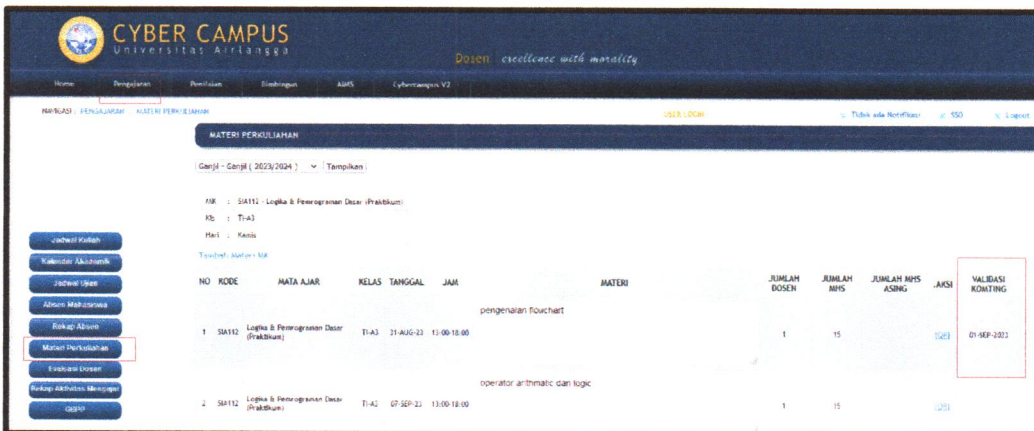 CYBER CAMPUS
Universitas Airlangga
Dosen excellence with morality
Home Pengajaran Penilaian Bimbingan AIMS Cybercampus V2
NAVIGASI : PENGAJARAN MATERI PERKULIAHAN USER LOGIN Tidak ada Notifikasi SSO Logout
MATERI PERKULIAHAN
Ganjil - Ganjil ( 2023/2024 ) Tampilkan
MK : SIA112 - Logika & Pemrograman Dasar (Praktikum)
Kls : TI-A3
Hari : Kamis
Tambah Materi MK
Jadwal Kuliah
Kalender Akademik
Jadwal Ujian
Absen Mahasiswa
Rekap Absen
Materi Perkuliahan
Evaluasi Dosen
Rekap Aktivitas Mengajar
GBPP
NO KODE MATA AJAR KELAS TANGGAL JAM MATERI JUMLAH DOSEN JUMLAH MHS JUMLAH MHS ASING AKSI VALIDASI KOMTING
pengenalan flouchart
1 SIA112 Logika & Pemrograman Dasar (Praktikum) TI-A3 31-AUG-23 13:00-18:00 1 15 01-SEP-2023
operator arithmatic dan logic
2 SIA112 Logika & Pemrograman Dasar (Praktikum) TI-A3 07-SEP-23 13:00-18:00 1 15